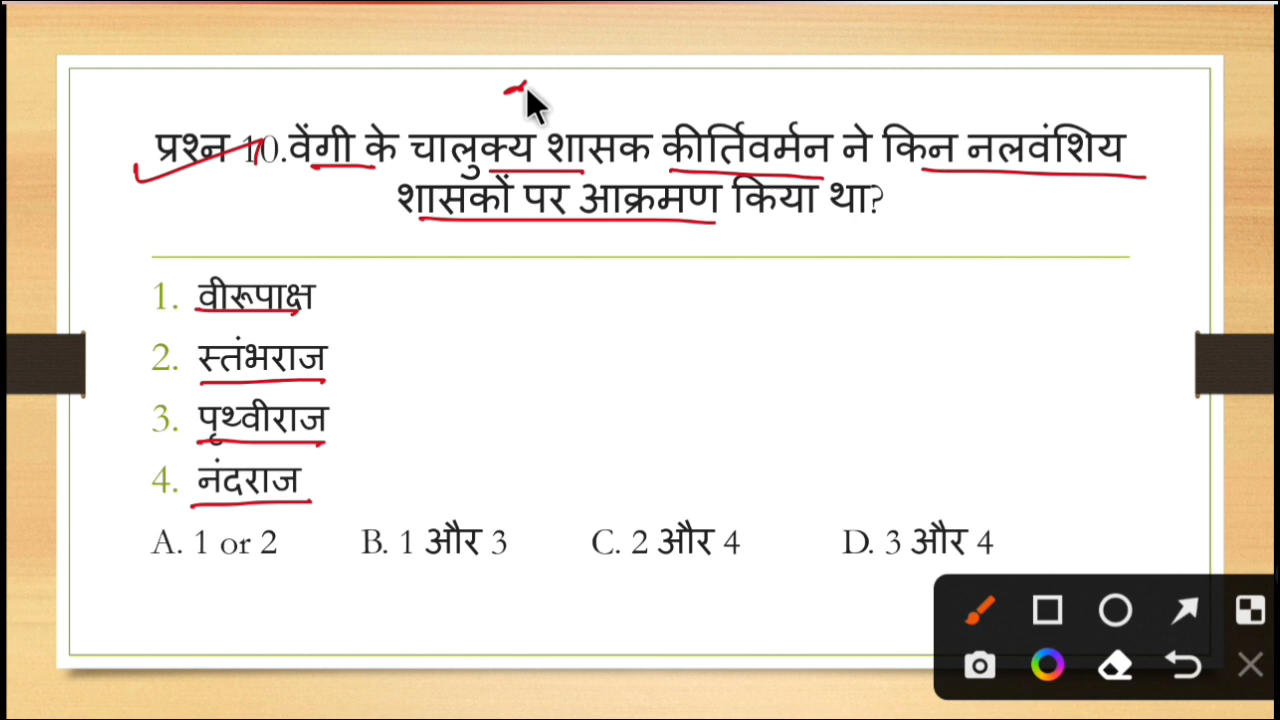 प्रश्न 10.वेंगी के चालुक्य शासक कीर्तिवर्मन ने किन नलवंशिय
शासकों पर आक्रमण किया था?
1. वीरूपाक्ष
2. स्तंभराज
3. पृथ्वीराज
4. नंदराज
A. 1 or 2 B. 1 और 3 C. 2 और 4 D. 3 और 4